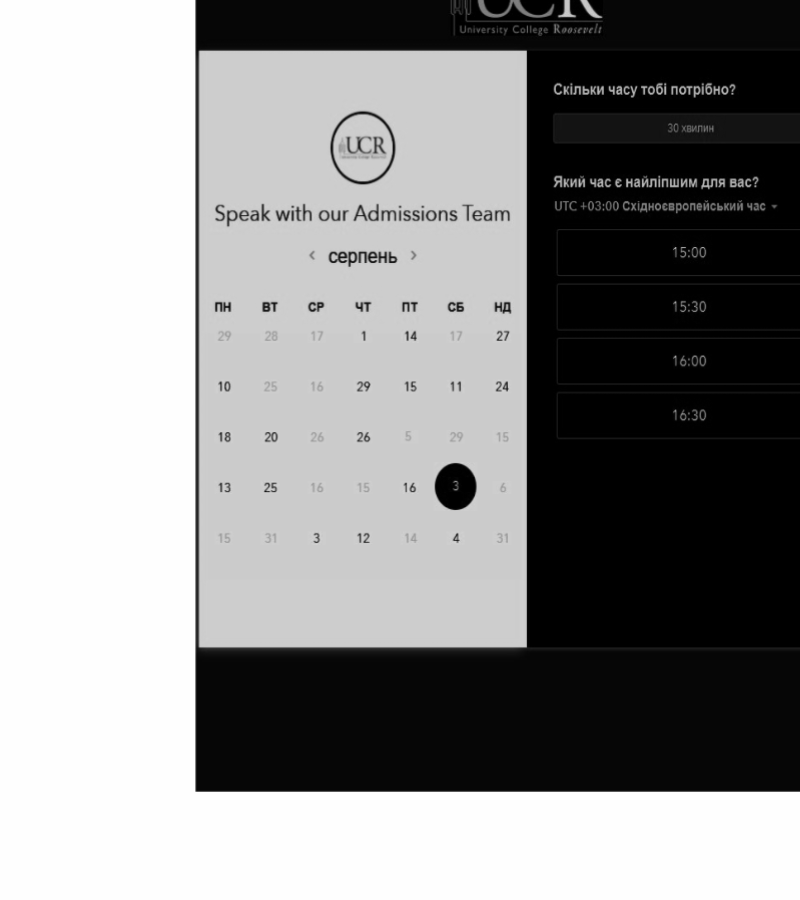 UCR
University College Roosevelt
UCR
Speak with our Admissions Team
‹ серпень ›
ПН ВТ СР ЧТ ПТ СБ НД
29 28 17 1 14 17 27
10 25 16 29 15 11 24
18 20 26 26 5 29 15
13 25 16 15 16 3 6
15 31 3 12 14 4 31
Скільки часу тобі потрібно?
30 хвилин
Який час є найліпшим для вас?
UTC +03:00 Східноєвропейський час
15:00
15:30
16:00
16:30